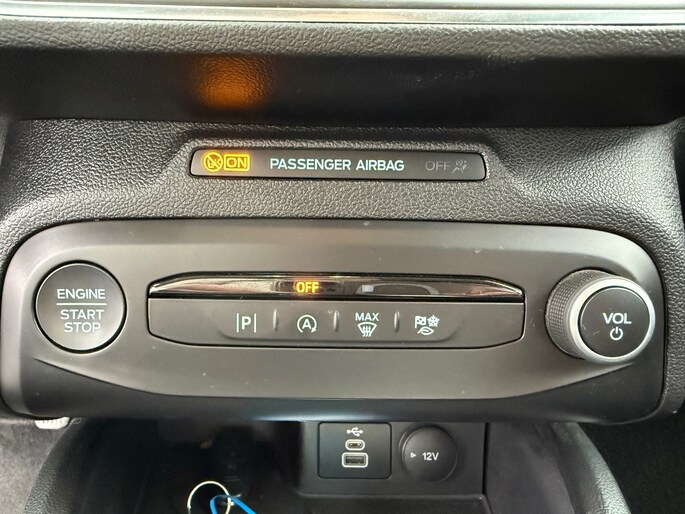 ON PASSENGER AIRBAG OFF
OFF
ENGINE
START
STOP
P
A
MAX
VOL
12V